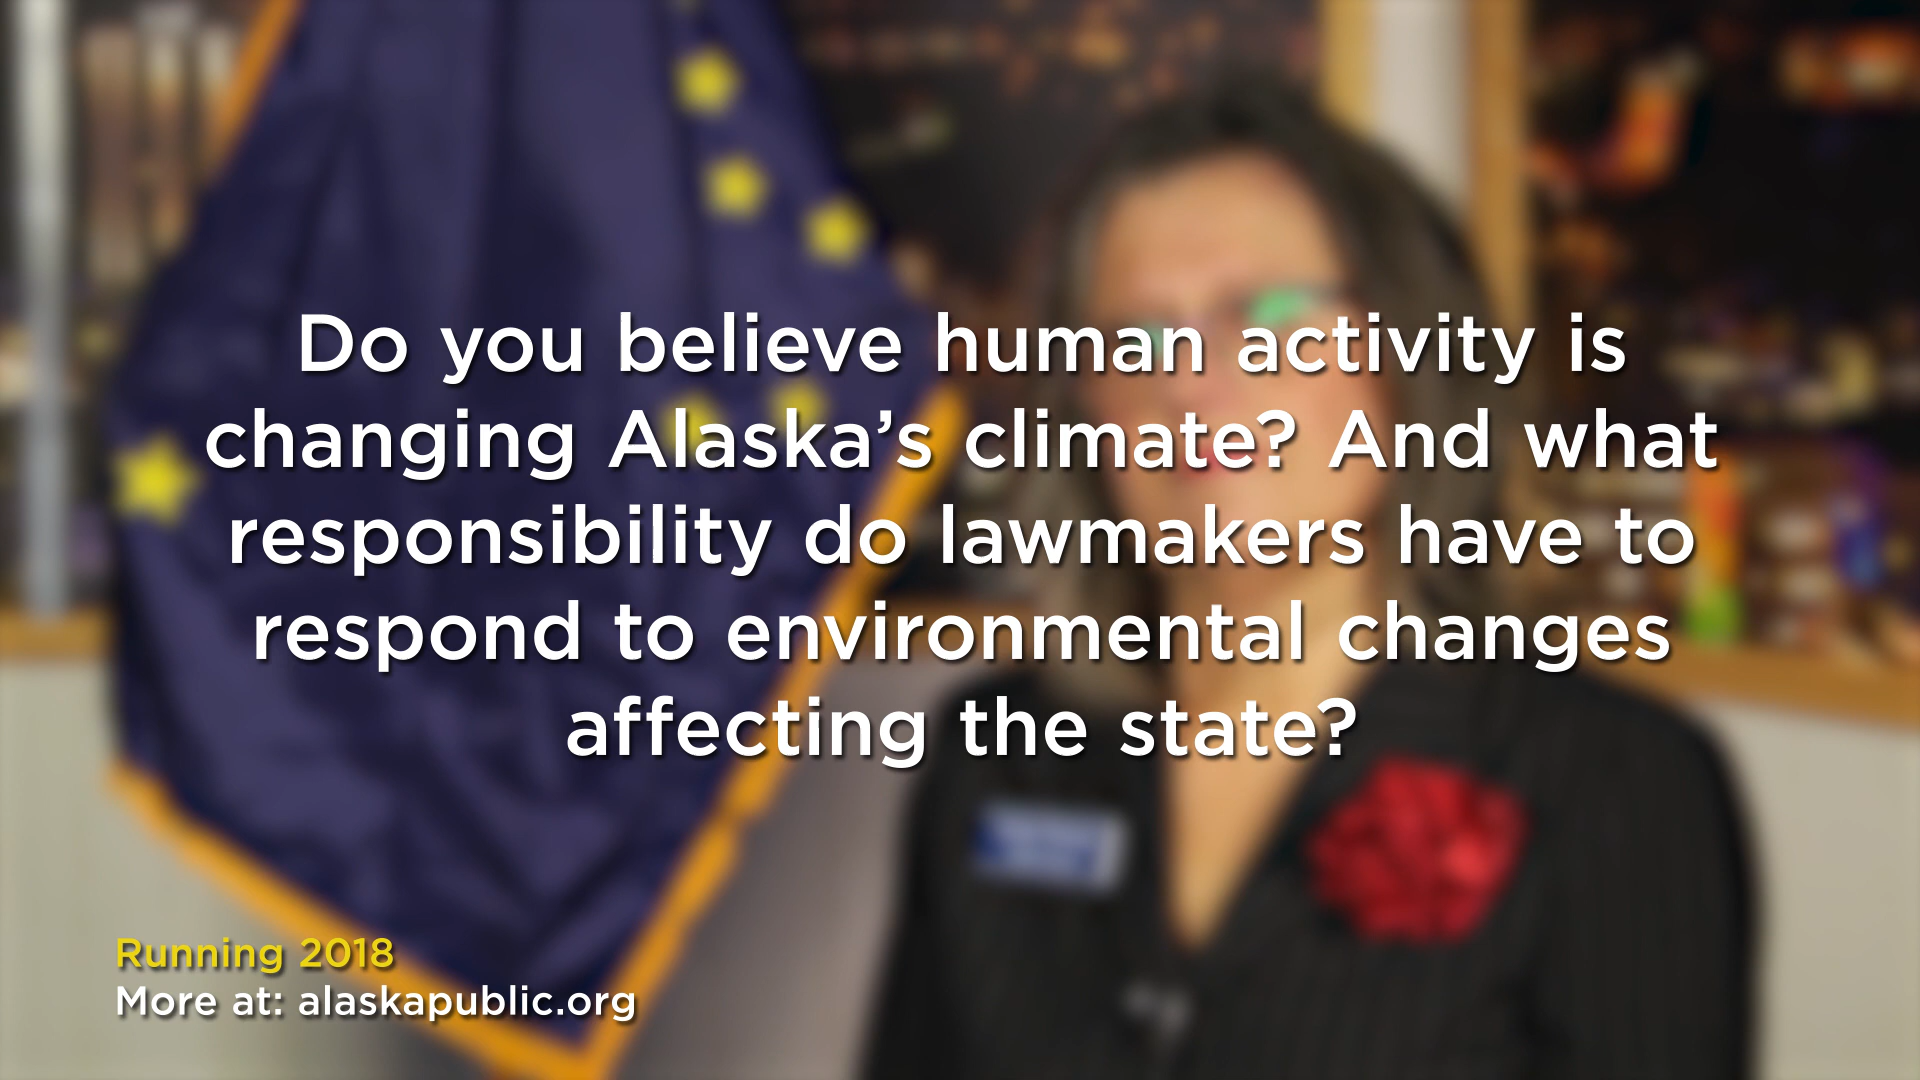 Do you believe human activity is
changing Alaska’s climate? And what
responsibility do lawmakers have to
respond to environmental changes
affecting the state?
Running 2018
More at: alaskapublic.org